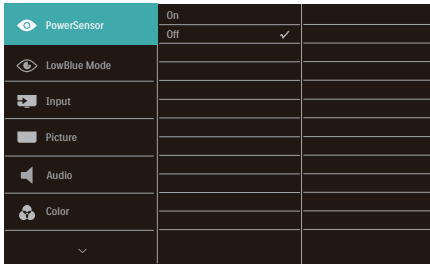 PowerSensor
On
Off
LowBlue Mode
Input
Picture
Audio
Color